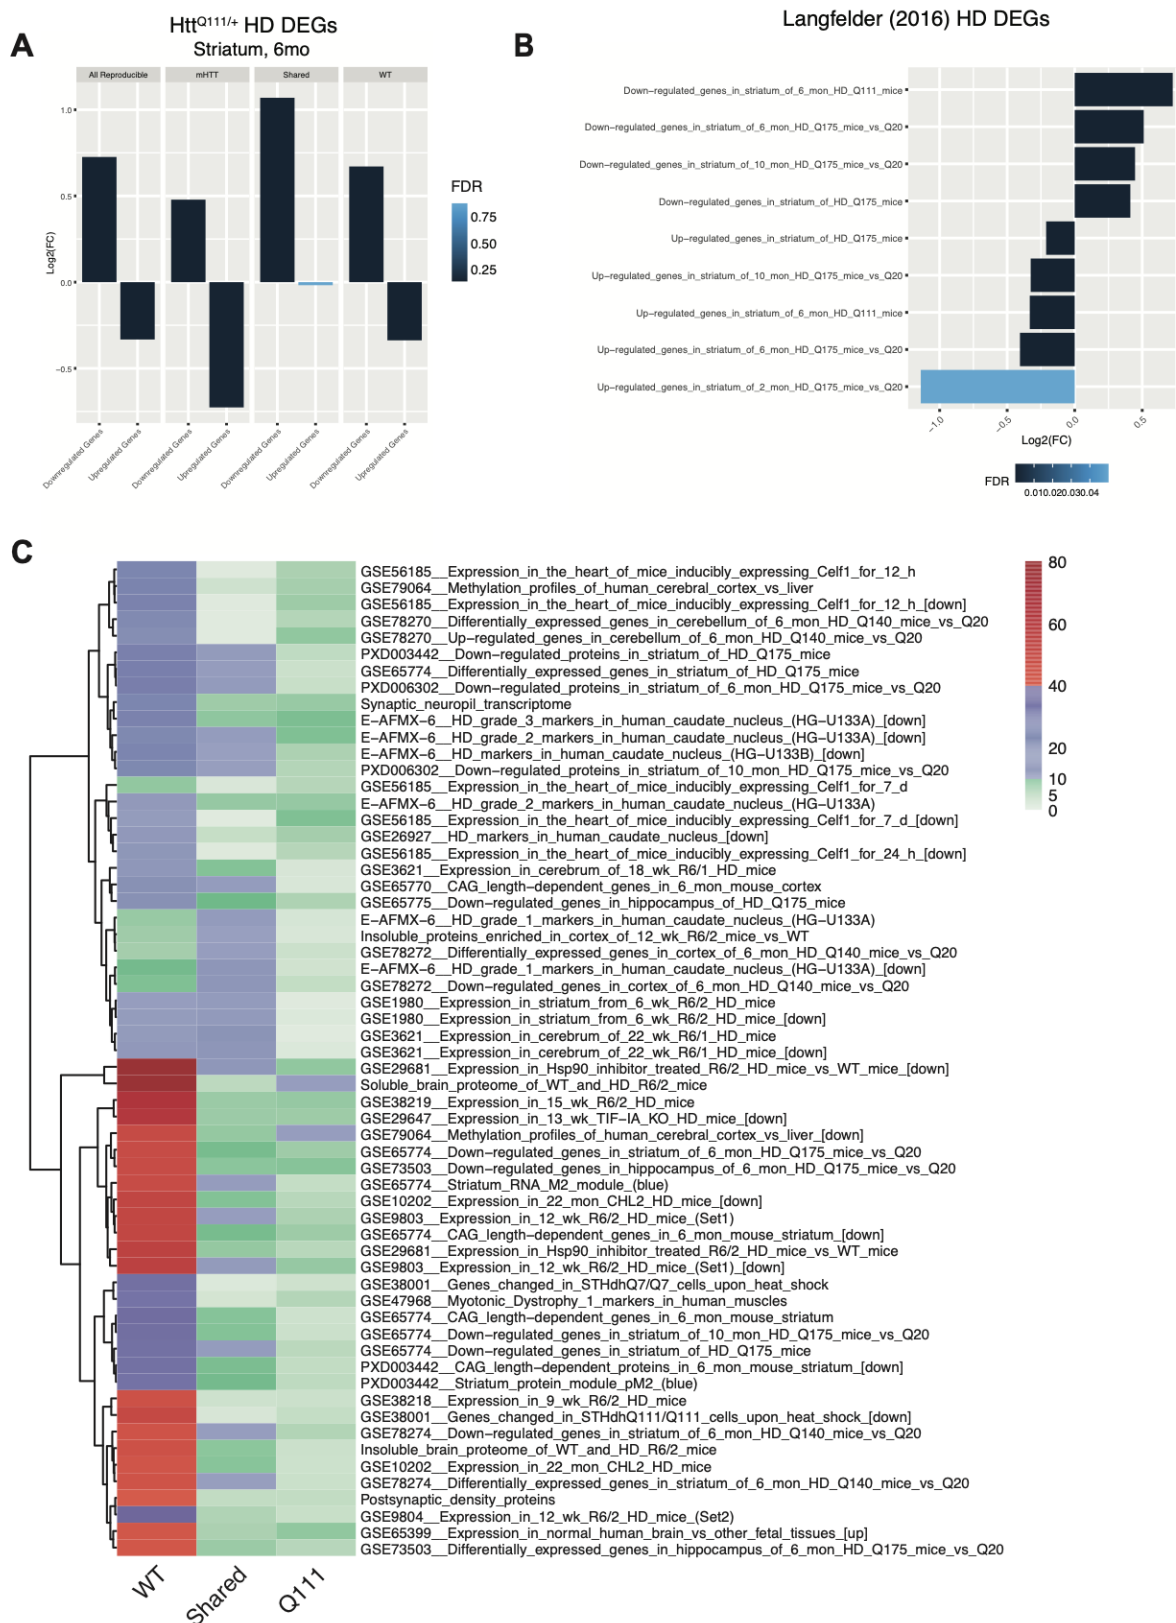 A
Htt^Q111/+ HD DEGs
Striatum, 6mo
All Reproducible
mHTT
Shared
WT
Log2(FC)
1.0
0.5
0.0
−0.5
Downregulated Genes
Upregulated Genes
Downregulated Genes
Upregulated Genes
Downregulated Genes
Upregulated Genes
Downregulated Genes
Upregulated Genes
FDR
0.75
0.50
0.25
B
Langfelder (2016) HD DEGs
Down−regulated_genes_in_striatum_of_6_mon_HD_Q111_mice
Down−regulated_genes_in_striatum_of_6_mon_HD_Q175_mice_vs_Q20
Down−regulated_genes_in_striatum_of_10_mon_HD_Q175_mice_vs_Q20
Down−regulated_genes_in_striatum_of_HD_Q175_mice
Up−regulated_genes_in_striatum_of_HD_Q175_mice
Up−regulated_genes_in_striatum_of_10_mon_HD_Q175_mice_vs_Q20
Up−regulated_genes_in_striatum_of_6_mon_HD_Q111_mice
Up−regulated_genes_in_striatum_of_6_mon_HD_Q175_mice_vs_Q20
Up−regulated_genes_in_striatum_of_2_mon_HD_Q175_mice_vs_Q20
−1.0
−0.5
0.0
0.5
Log2(FC)
FDR
0.010.020.030.04
C
GSE56185__Expression_in_the_heart_of_mice_inducibly_expressing_Celf1_for_12_h
GSE79064__Methylation_profiles_of_human_cerebral_cortex_vs_liver
GSE56185__Expression_in_the_heart_of_mice_inducibly_expressing_Celf1_for_12_h_[down]
GSE78270__Differentially_expressed_genes_in_cerebellum_of_6_mon_HD_Q140_mice_vs_Q20
GSE78270__Up−regulated_genes_in_cerebellum_of_6_mon_HD_Q140_mice_vs_Q20
PXD003442__Down−regulated_proteins_in_striatum_of_HD_Q175_mice
GSE65774__Differentially_expressed_genes_in_striatum_of_HD_Q175_mice
PXD006302__Down−regulated_proteins_in_striatum_of_6_mon_HD_Q175_mice_vs_Q20
Synaptic_neuropil_transcriptome
E−AFMX−6__HD_grade_3_markers_in_human_caudate_nucleus_(HG−U133A)_[down]
E−AFMX−6__HD_grade_2_markers_in_human_caudate_nucleus_(HG−U133A)_[down]
E−AFMX−6__HD_markers_in_human_caudate_nucleus_(HG−U133B)_[down]
PXD006302__Down−regulated_proteins_in_striatum_of_10_mon_HD_Q175_mice_vs_Q20
GSE56185__Expression_in_the_heart_of_mice_inducibly_expressing_Celf1_for_7_d
E−AFMX−6__HD_grade_2_markers_in_human_caudate_nucleus_(HG−U133A)
GSE56185__Expression_in_the_heart_of_mice_inducibly_expressing_Celf1_for_7_d_[down]
GSE26927__HD_markers_in_human_caudate_nucleus_[down]
GSE56185__Expression_in_the_heart_of_mice_inducibly_expressing_Celf1_for_24_h_[down]
GSE3621__Expression_in_cerebrum_of_18_wk_R6/1_HD_mice
GSE65770__CAG_length−dependent_genes_in_6_mon_mouse_cortex
GSE65775__Down−regulated_genes_in_hippocampus_of_HD_Q175_mice
E−AFMX−6__HD_grade_1_markers_in_human_caudate_nucleus_(HG−U133A)
Insoluble_proteins_enriched_in_cortex_of_12_wk_R6/2_mice_vs_WT
GSE78272__Differentially_expressed_genes_in_cortex_of_6_mon_HD_Q140_mice_vs_Q20
E−AFMX−6__HD_grade_1_markers_in_human_caudate_nucleus_(HG−U133A)_[down]
GSE78272__Down−regulated_genes_in_cortex_of_6_mon_HD_Q140_mice_vs_Q20
GSE1980__Expression_in_striatum_from_6_wk_R6/2_HD_mice
GSE1980__Expression_in_striatum_from_6_wk_R6/2_HD_mice_[down]
GSE3621__Expression_in_cerebrum_of_22_wk_R6/1_HD_mice
GSE3621__Expression_in_cerebrum_of_22_wk_R6/1_HD_mice_[down]
GSE29681__Expression_in_Hsp90_inhibitor_treated_R6/2_HD_mice_vs_WT_mice_[down]
Soluble_brain_proteome_of_WT_and_HD_R6/2_mice
GSE38219__Expression_in_15_wk_R6/2_HD_mice
GSE29647__Expression_in_13_wk_TIF−IA_KO_HD_mice_[down]
GSE79064__Methylation_profiles_of_human_cerebral_cortex_vs_liver_[down]
GSE65774__Down−regulated_genes_in_striatum_of_6_mon_HD_Q175_mice_vs_Q20
GSE73503__Down−regulated_genes_in_hippocampus_of_6_mon_HD_Q175_mice_vs_Q20
GSE65774__Striatum_RNA_M2_module_(blue)
GSE10202__Expression_in_22_mon_CHL2_HD_mice_[down]
GSE9803__Expression_in_12_wk_R6/2_HD_mice_(Set1)
GSE65774__CAG_length−dependent_genes_in_6_mon_mouse_striatum_[down]
GSE29681__Expression_in_Hsp90_inhibitor_treated_R6/2_HD_mice_vs_WT_mice
GSE9803__Expression_in_12_wk_R6/2_HD_mice_(Set1)_[down]
GSE38001__Genes_changed_in_STHdhQ7/Q7_cells_upon_heat_shock
GSE47968__Myotonic_Dystrophy_1_markers_in_human_muscles
GSE65774__CAG_length−dependent_genes_in_6_mon_mouse_striatum
GSE65774__Down−regulated_genes_in_striatum_of_10_mon_HD_Q175_mice_vs_Q20
GSE65774__Down−regulated_genes_in_striatum_of_HD_Q175_mice
PXD003442__CAG_length−dependent_proteins_in_6_mon_mouse_striatum_[down]
PXD003442__Striatum_protein_module_pM2_(blue)
GSE38218__Expression_in_9_wk_R6/2_HD_mice
GSE38001__Genes_changed_in_STHdhQ111/Q111_cells_upon_heat_shock_[down]
GSE78274__Down−regulated_genes_in_striatum_of_6_mon_HD_Q140_mice_vs_Q20
Insoluble_brain_proteome_of_WT_and_HD_R6/2_mice
GSE10202__Expression_in_22_mon_CHL2_HD_mice
GSE78274__Differentially_expressed_genes_in_striatum_of_6_mon_HD_Q140_mice_vs_Q20
Postsynaptic_density_proteins
GSE9804__Expression_in_12_wk_R6/2_HD_mice_(Set2)
GSE65399__Expression_in_normal_human_brain_vs_other_fetal_tissues_[up]
GSE73503__Differentially_expressed_genes_in_hippocampus_of_6_mon_HD_Q175_mice_vs_Q20
80
60
40
20
10
5
0
WT
Shared
Q111